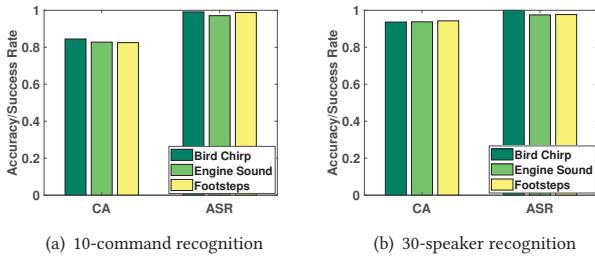 Accuracy/Success Rate
1
0.8
0.6
0.4
0.2
0
Bird Chirp
Engine Sound
Footsteps
CA
ASR
(a) 10-command recognition
Accuracy/Success Rate
1
0.8
0.6
0.4
0.2
0
Bird Chirp
Engine Sound
Footsteps
CA
ASR
(b) 30-speaker recognition